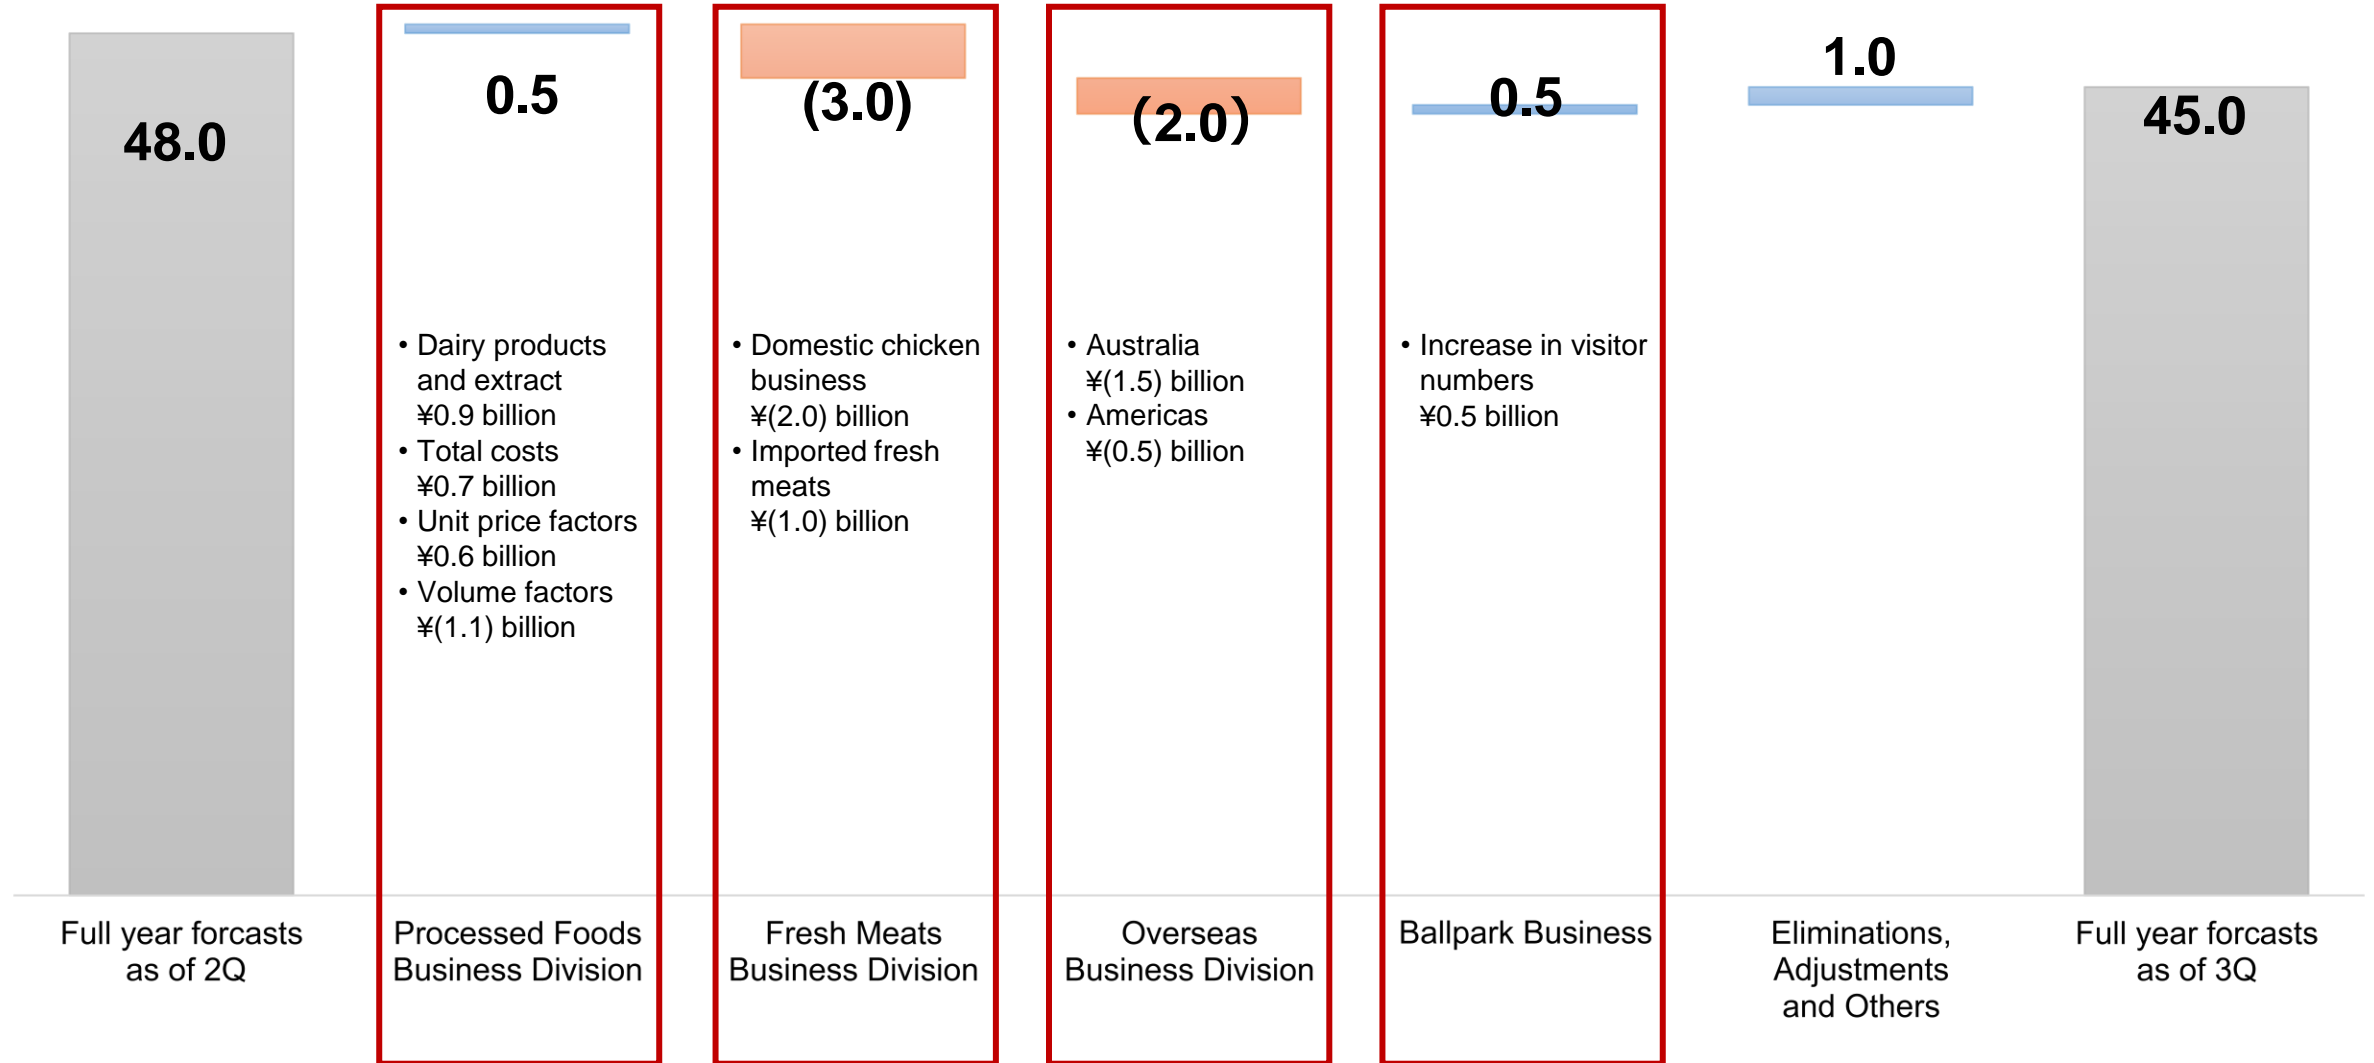 48.0
0.5
(3.0)
(2.0)
0.5
1.0
45.0
• Dairy products
and extract
¥0.9 billion
• Total costs
¥0.7 billion
• Unit price factors
¥0.6 billion
• Volume factors
¥(1.1) billion
• Domestic chicken
business
¥(2.0) billion
• Imported fresh
meats
¥(1.0) billion
• Australia
¥(1.5) billion
• Americas
¥(0.5) billion
• Increase in visitor
numbers
¥0.5 billion
Full year forcasts
as of 2Q
Processed Foods
Business Division
Fresh Meats
Business Division
Overseas
Business Division
Ballpark Business
Eliminations,
Adjustments
and Others
Full year forcasts
as of 3Q